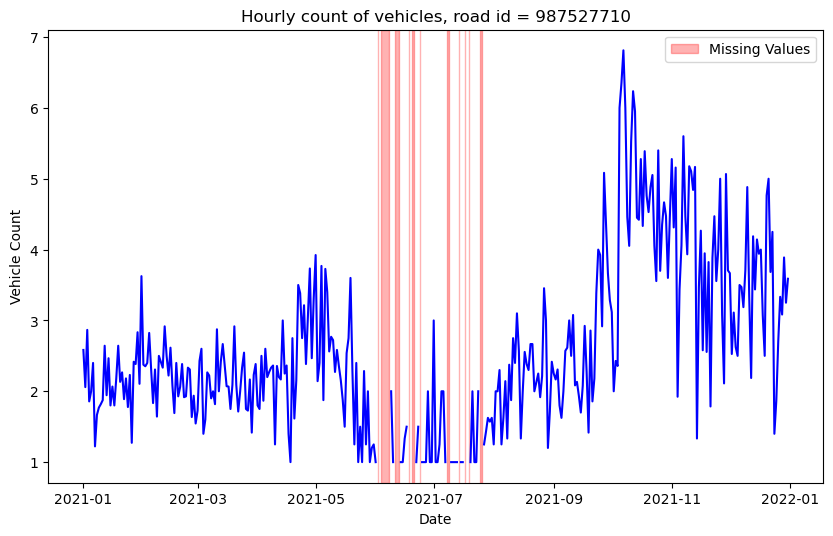 Hourly count of vehicles, road id = 987527710
Missing Values
Vehicle Count
7
6
5
4
3
2
1
2021-01 2021-03 2021-05 2021-07 2021-09 2021-11 2022-01
Date